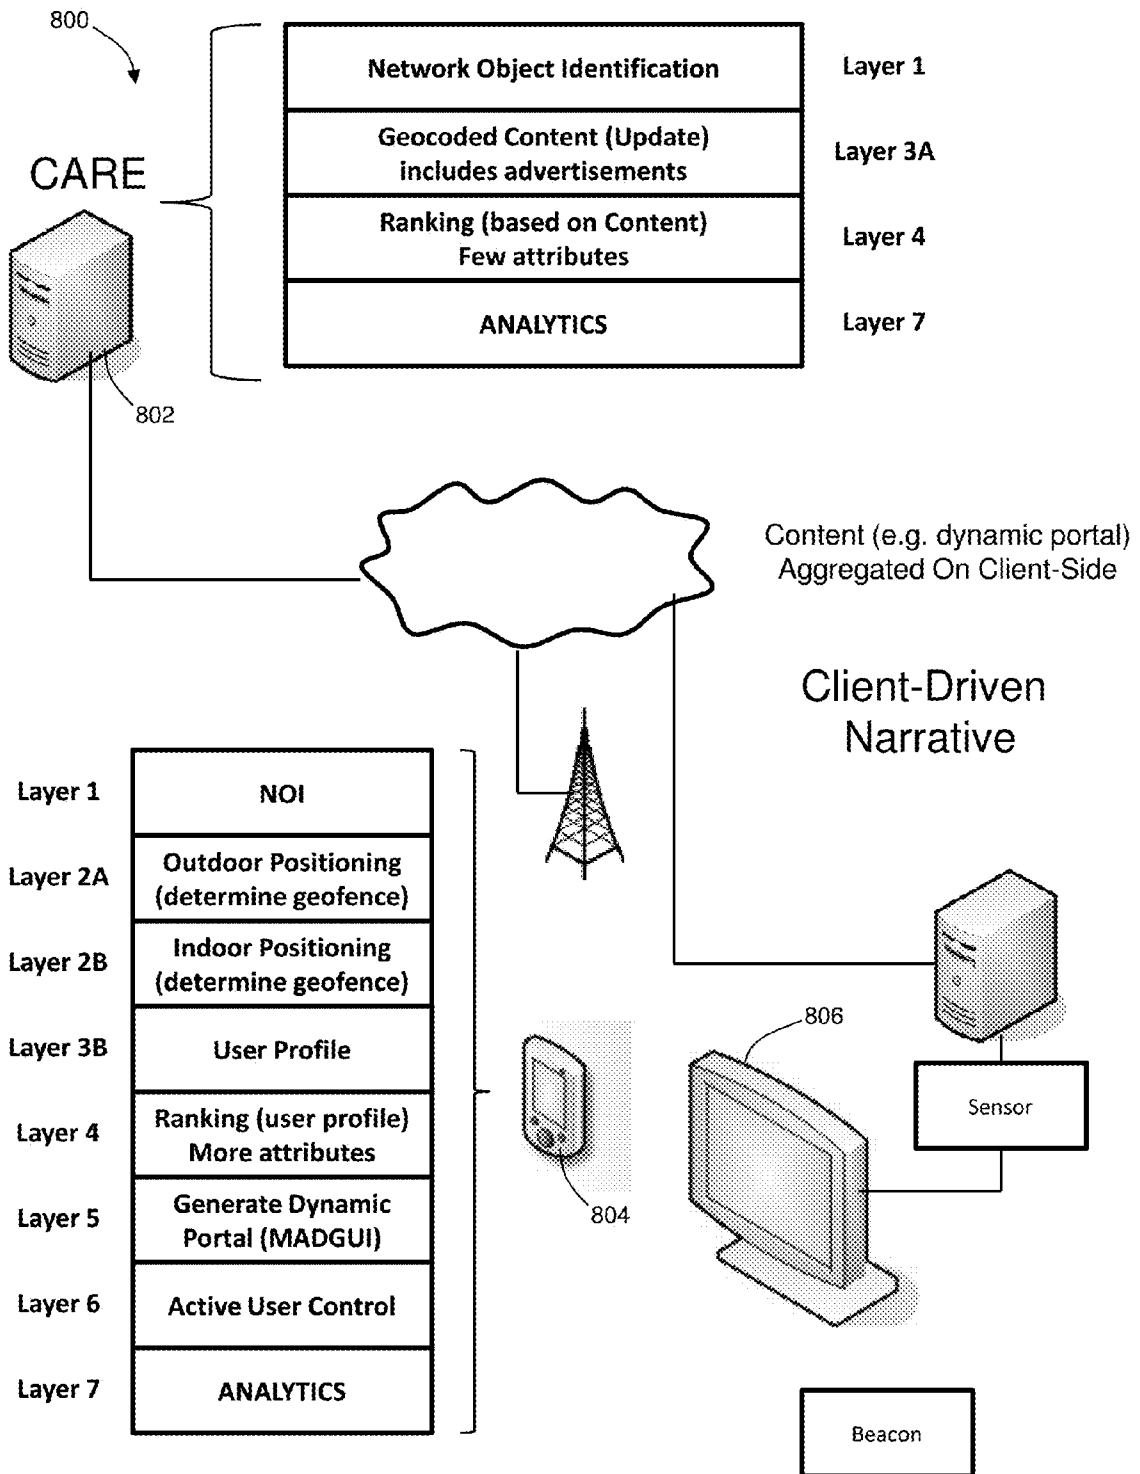 800
CARE
802
Network Object Identification
Layer 1
Geocoded Content (Update)
includes advertisements
Layer 3A
Ranking (based on Content)
Few attributes
Layer 4
ANALYTICS
Layer 7
Content (e.g. dynamic portal)
Aggregated On Client-Side
Client-Driven
Narrative
Layer 1
NOI
Layer 2A
Outdoor Positioning
(determine geofence)
Layer 2B
Indoor Positioning
(determine geofence)
Layer 3B
User Profile
Layer 4
Ranking (user profile)
More attributes
Layer 5
Generate Dynamic
Portal (MADGUI)
Layer 6
Active User Control
Layer 7
ANALYTICS
804
806
Sensor
Beacon